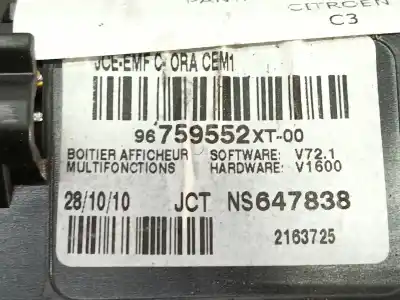 CITROEN
C3
JCE-EMF C- ORA CEM1
96759552XT-00
BOITIER AFFICHEUR SOFTWARE: V72.1
MULTIFONCTIONS HARDWARE: V1600
28/10/10 JCT NS647838
2163725